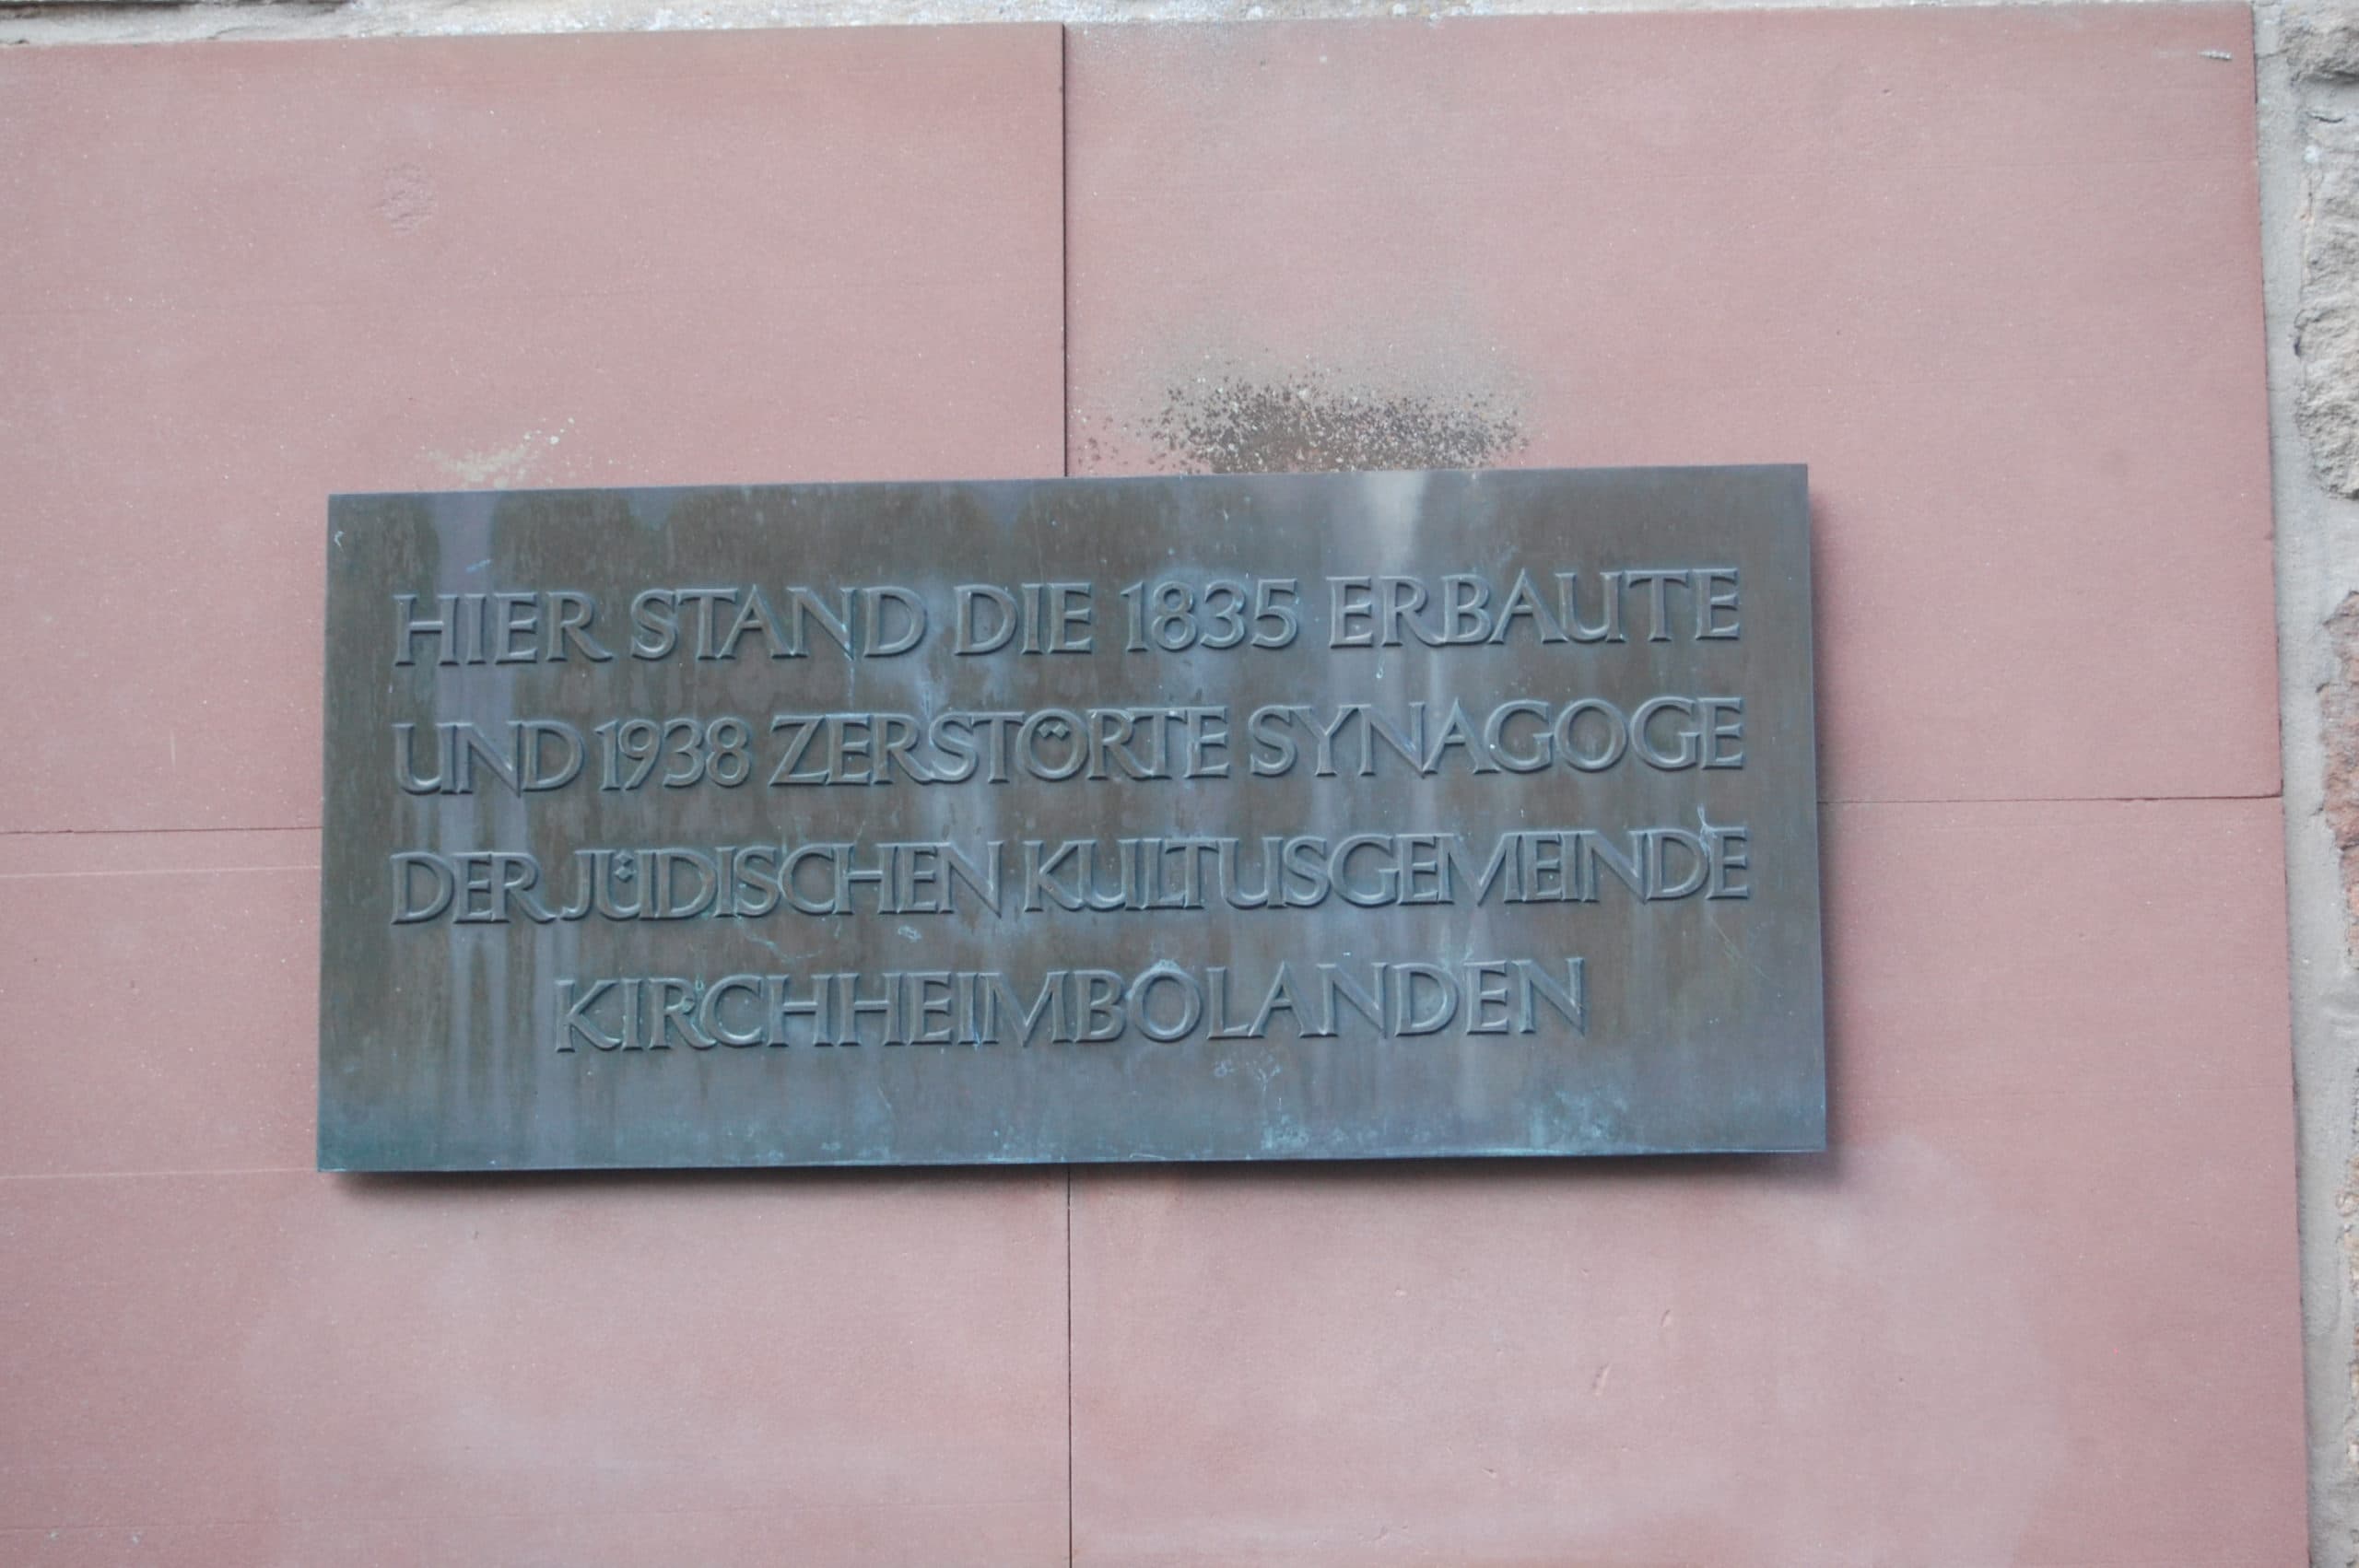 HIER STAND DIE 1835 ERBAUTE
UND 1938 ZERSTÖRTE SYNAGOGE
DER JÜDISCHEN KULTUSGEMEINDE
KIRCHHEIMBOLANDEN